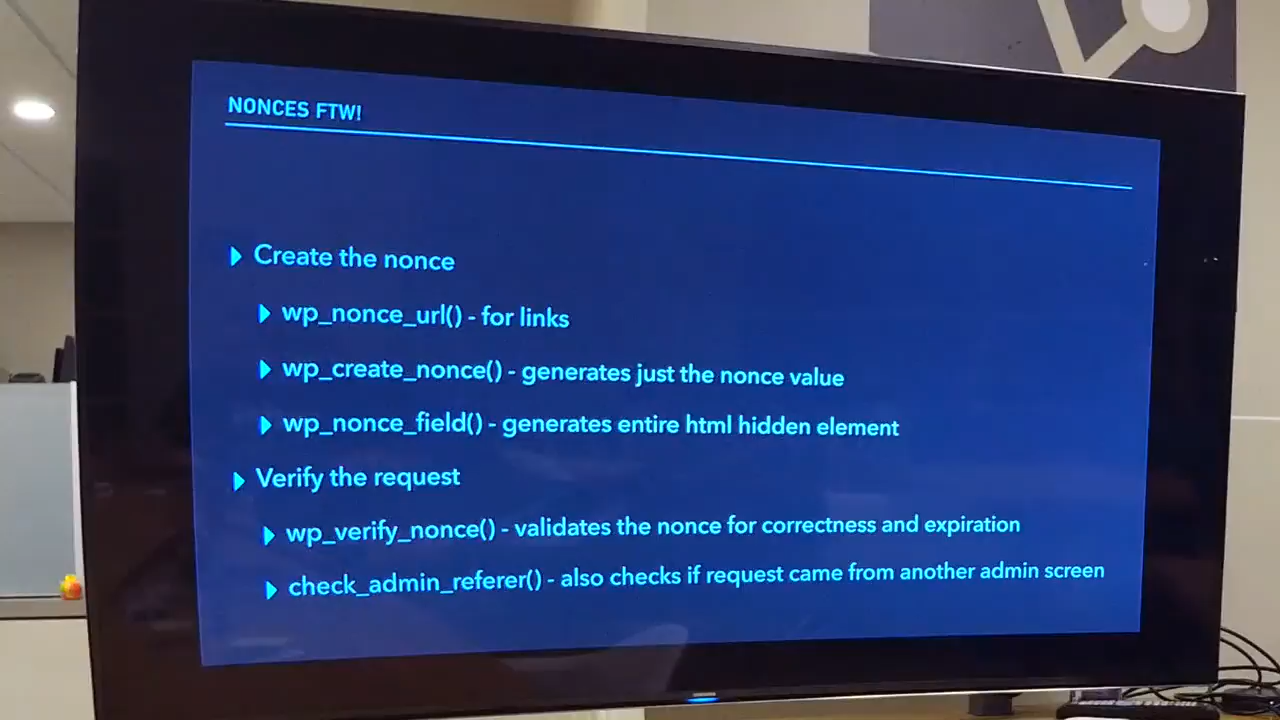 NONCES FTW!
Create the nonce
wp_nonce_url() - for links
wp_create_nonce() - generates just the nonce value
wp_nonce_field() - generates entire html hidden element
Verify the request
wp_verify_nonce() - validates the nonce for correctness and expiration
check_admin_referer() - also checks if request came from another admin screen